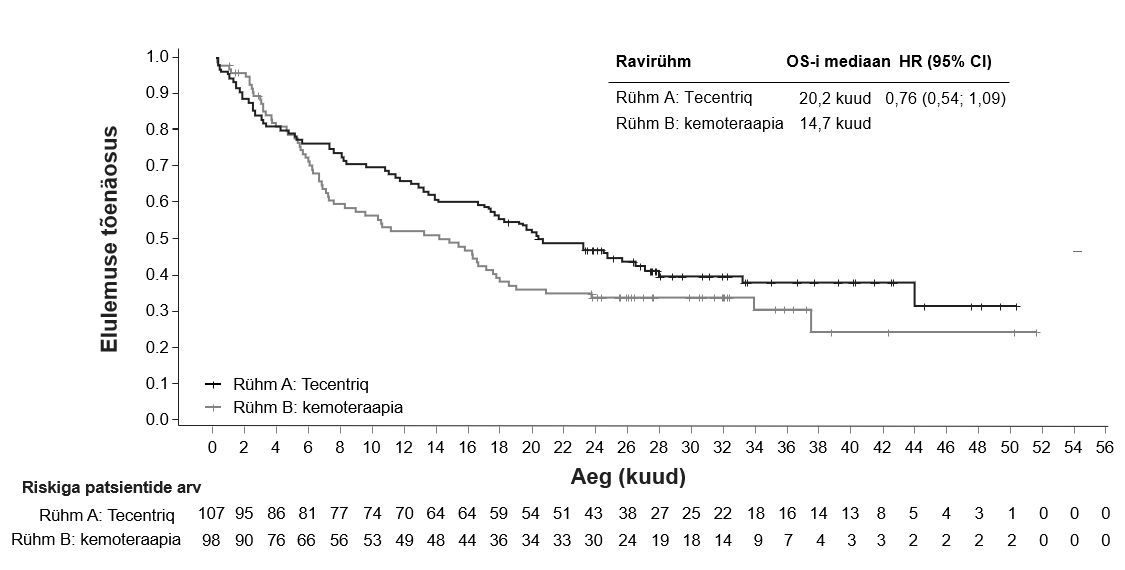 Ravirühm OS-i mediaan HR (95% CI)
Rühm A: Tecentriq 20,2 kuud 0,76 (0,54; 1,09)
Rühm B: kemoteraapia 14,7 kuud
Elulemuse tõenäosus
1.0
0.9
0.8
0.7
0.6
0.5
0.4
0.3
0.2
0.1
0.0
Rühm A: Tecentriq
Rühm B: kemoteraapia
0 2 4 6 8 10 12 14 16 18 20 22 24 26 28 30 32 34 36 38 40 42 44 46 48 50 52 54 56
Aeg (kuud)
Riskiga patsientide arv
Rühm A: Tecentriq 107 95 86 81 77 74 70 64 64 59 54 51 43 38 27 25 22 18 16 14 13 8 5 4 3 1 0 0 0
Rühm B: kemoteraapia 98 90 76 66 56 53 49 48 44 36 34 33 30 24 19 18 14 9 7 4 3 3 2 2 2 2 0 0 0